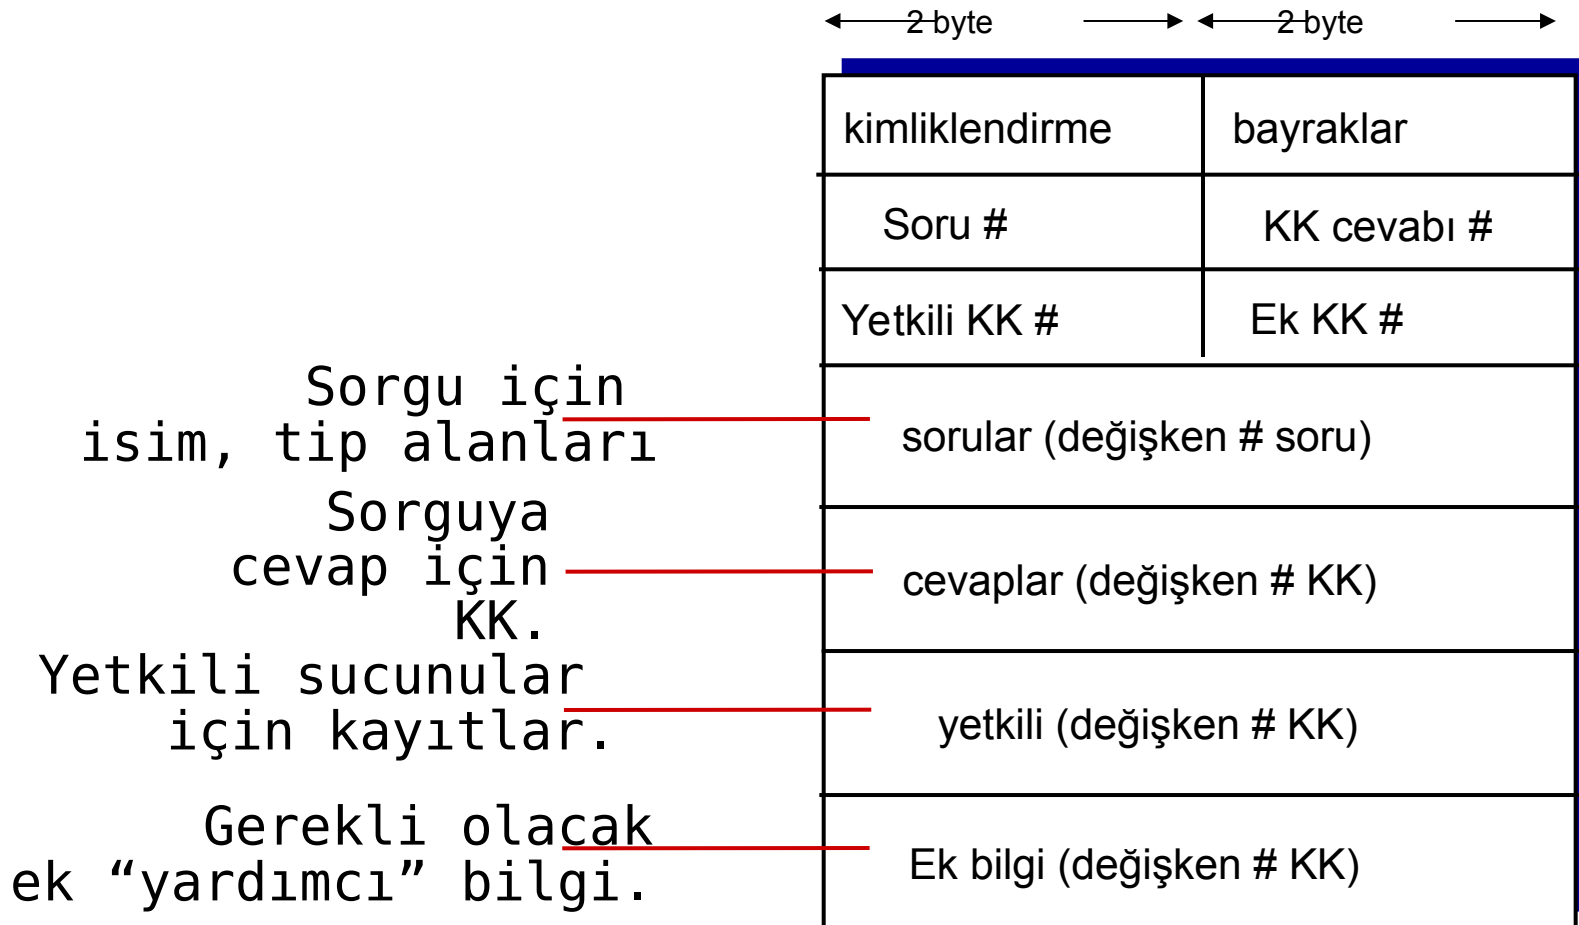 2 byte 2 byte
kimliklendirme bayraklar
Soru # KK cevabı #
Yetkili KK # Ek KK #
Sorgu için
isim, tip alanları
sorular (değişken # soru)
Sorguya
cevap için
KK.
cevaplar (değişken # KK)
Yetkili sucunular
için kayıtlar.
yetkili (değişken # KK)
Gerekli olacak
ek “yardımcı” bilgi.
Ek bilgi (değişken # KK)